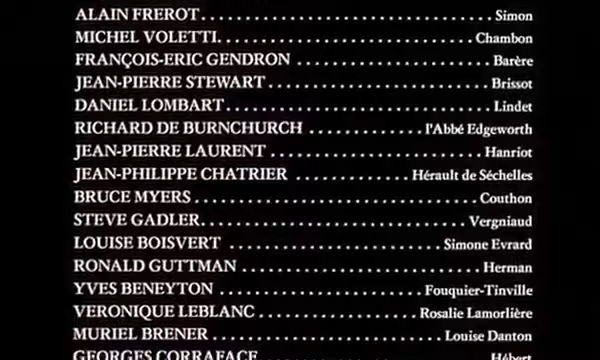 ALAIN FREROT........................................Simon
MICHEL VOLETTI...................................Chambon
FRANÇOIS-ERIC GENDRON ............................Barère
JEAN-PIERRE STEWART...............................Brissot
DANIEL LOMBART.....................................Lindet
RICHARD DE BURNCHURCH ...............l'Abbé Edgeworth
JEAN-PIERRE LAURENT ..............................Hanriot
JEAN-PHILIPPE CHATRIER ...............Hérault de Séchelles
BRUCE MYERS.......................................Couthon
STEVE GADLER.....................................Vergniaud
LOUISE BOISVERT ...........................Simone Evrard
RONALD GUTTMAN .................................Herman
YVES BENEYTON ..........................Fouquier-Tinville
VERONIQUE LEBLANC....................Rosalie Lamorlière
MURIEL BRENER ..............................Louise Danton
GEORGES CORRAFACE................................Hébert